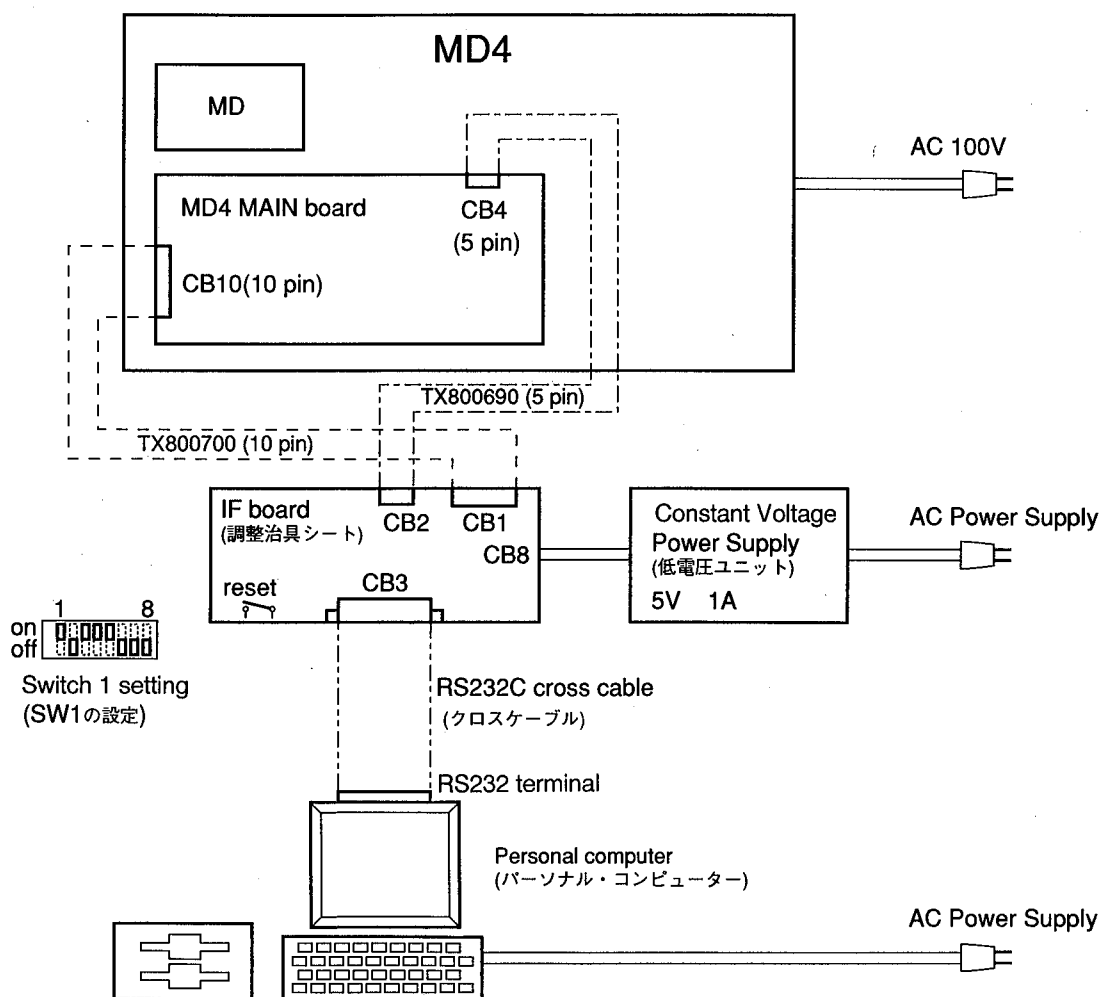 MD4
MD
AC 100V
MD4 MAIN board
CB4
(5 pin)
CB10(10 pin)
TX800690 (5 pin)
TX800700 (10 pin)
IF board
(調整治具シート)
CB2
CB1
CB8
reset
CB3
Constant Voltage
Power Supply
(低電圧ユニット)
5V 1A
AC Power Supply
1 8
on
off
Switch 1 setting
(SW1の設定)
RS232C cross cable
(クロスケーブル)
RS232 terminal
Personal computer
(パーソナル・コンピューター)
AC Power Supply